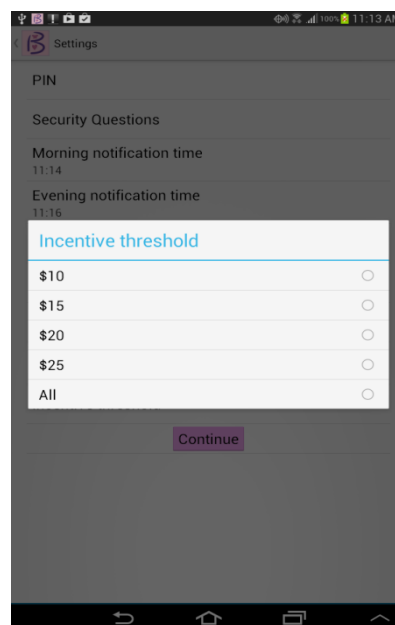 100% 11:13 AM
Settings
PIN
Security Questions
Morning notification time
11:14
Evening notification time
11:16
Incentive threshold
$10
$15
$20
$25
All
Continue